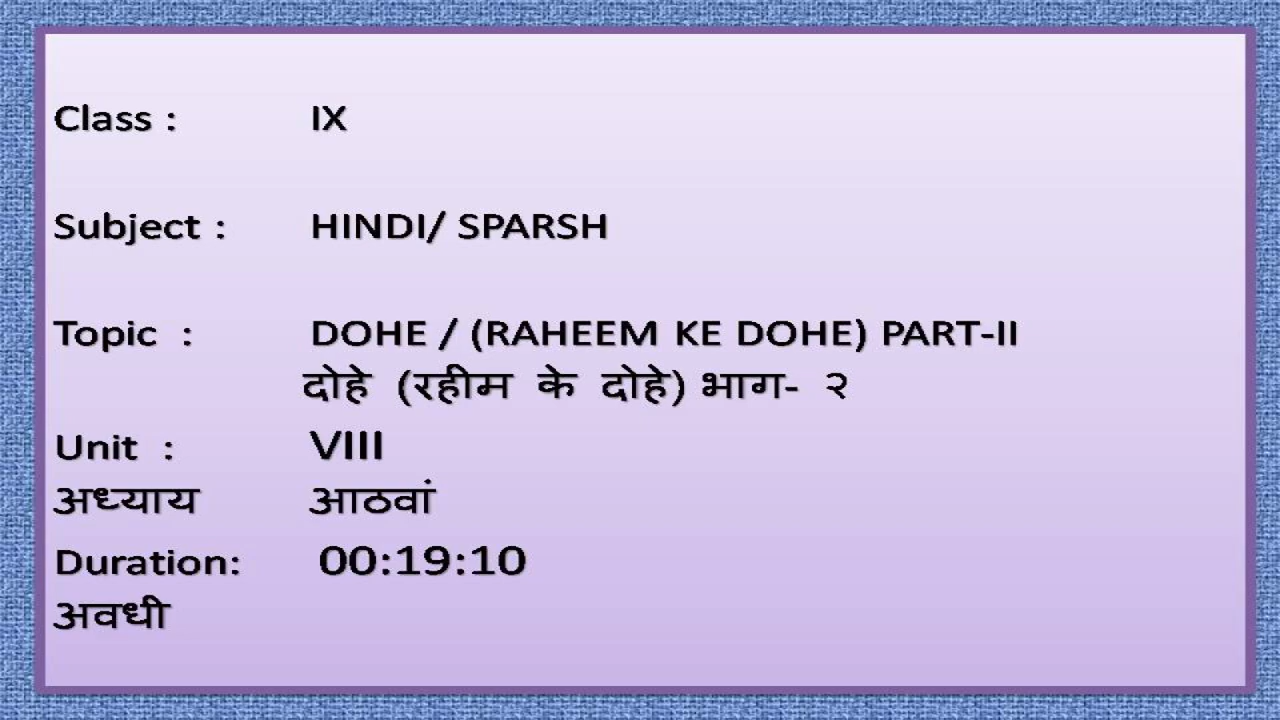 Class : IX
Subject : HINDI/ SPARSH
Topic : DOHE / (RAHEEM KE DOHE) PART-II
दोहे (रहीम के दोहे) भाग- २
Unit : VIII
अध्याय आठवां
Duration: 00:19:10
अवधी